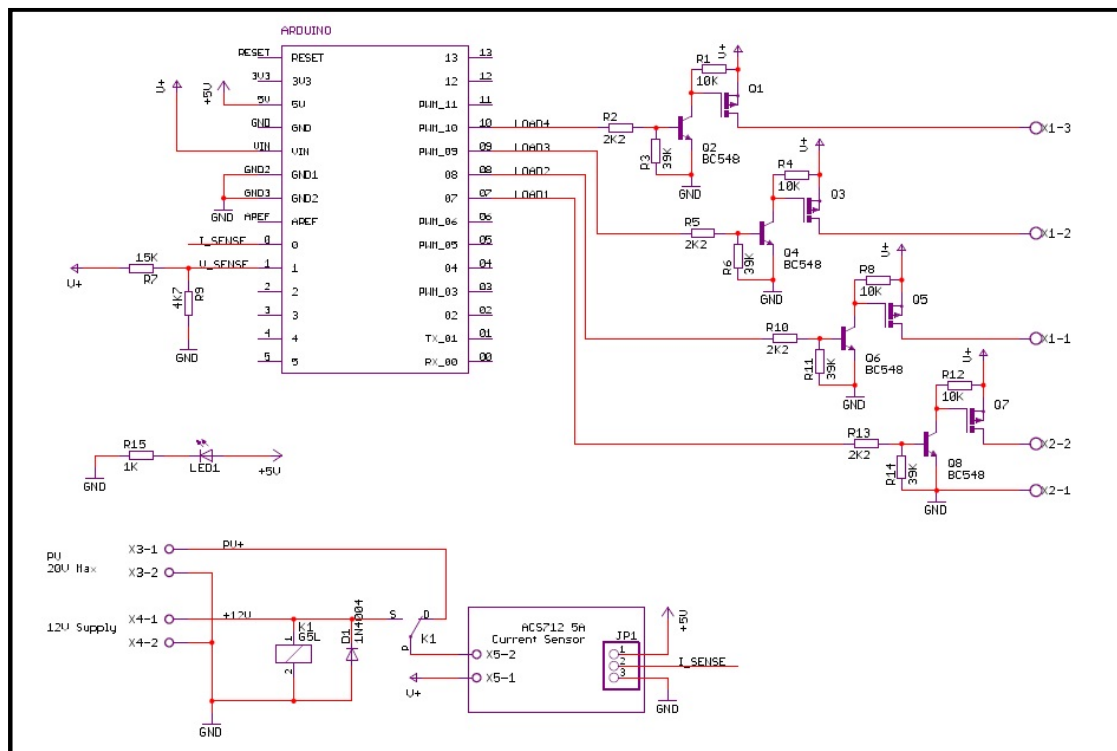 ARDUINO
RESET RESET 13 13
3V3 3V3 12 12
5V 5V PWM_11 11
GND GND PWM_10 10 LOAD4
VIN VIN PWM_09 09 LOAD3
GND2 GND1 08 08 LOAD2
GND3 GND2 07 07 LOAD1
AREF AREF PWM_06 06
I_SENSE 0 0 PWM_05 05
V_SENSE 1 1 04 04
2 2 PWM_03 03
3 3 02 02
4 4 TX_01 01
5 5 RX_00 00
V+
+5V
GND
V+
15K
R7
4K7
R9
GND
V+
R1
10K
Q1
R2
2K2
R3
39K
Q2
BC548
GND
X1-3
V+
R4
10K
Q3
R5
2K2
R6
39K
Q4
BC548
GND
X1-2
V+
R8
10K
Q5
R10
2K2
R11
39K
Q6
BC548
GND
X1-1
V+
R12
10K
Q7
R13
2K2
R14
39K
Q8
BC548
GND
X2-2
X2-1
R15
1K
LED1
+5V
GND
PV
20V Max
X3-1
X3-2
PV+
12V Supply
X4-1
X4-2
+12V
K1
G5L
1
2
D1
1N4004
S
O
P
K1
GND
V+
ACS712 5A
Current Sensor
X5-2
X5-1
JP1
1
2
3
+5V
I_SENSE
GND